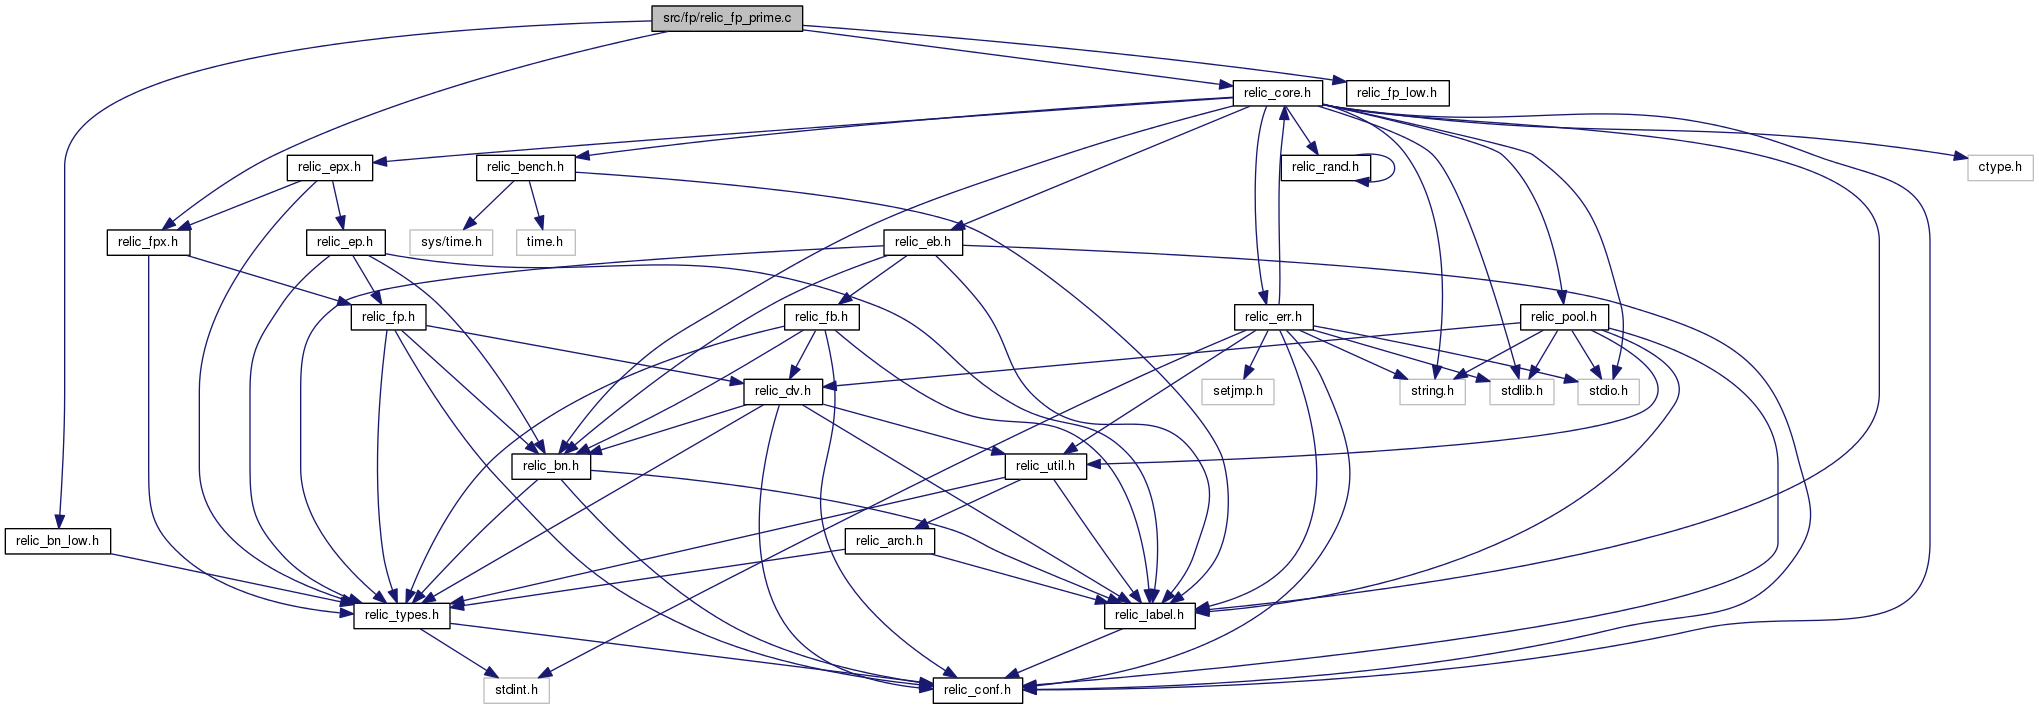 src/fp/relic_fp_prime.c
relic_core.h
relic_fp_low.h
relic_epx.h
relic_bench.h
relic_rand.h
ctype.h
relic_fpx.h
relic_ep.h
sys/time.h
time.h
relic_eb.h
relic_fp.h
relic_fb.h
relic_err.h
relic_pool.h
relic_dv.h
setjmp.h
string.h
stdlib.h
stdio.h
relic_bn.h
relic_util.h
relic_bn_low.h
relic_arch.h
relic_types.h
relic_label.h
stdint.h
relic_conf.h